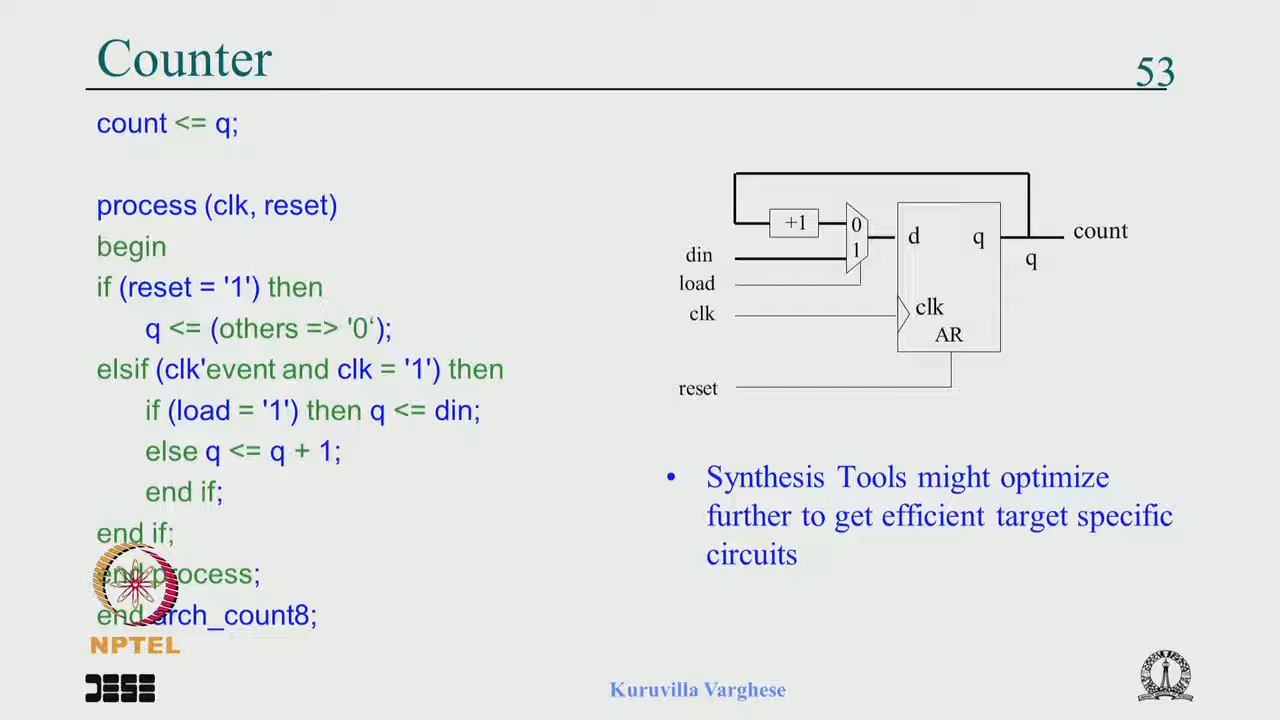 Counter
53
count <= q;
process (clk, reset)
begin
if (reset = '1') then
q <= (others => '0‘);
elsif (clk'event and clk = '1') then
if (load = '1') then q <= din;
else q <= q + 1;
end if;
end if;
end process;
end arch_count8;
+1
0
1
din
load
clk
d
q
count
q
clk
AR
reset
• Synthesis Tools might optimize
further to get efficient target specific
circuits
NPTEL
Kuruvilla Varghese